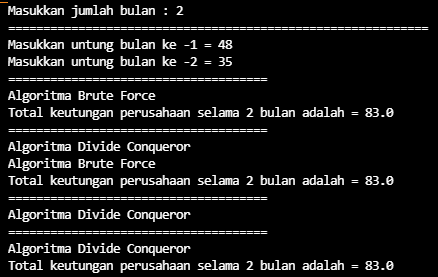 Masukkan jumlah bulan : 2
============================================================
Masukkan untung bulan ke -1 = 48
Masukkan untung bulan ke -2 = 35
=====================================
Algoritma Brute Force
Total keutungan perusahaan selama 2 bulan adalah = 83.0
=====================================
Algoritma Divide Conqueror
Algoritma Brute Force
Total keutungan perusahaan selama 2 bulan adalah = 83.0
=====================================
Algoritma Divide Conqueror
=====================================
Algoritma Divide Conqueror
Total keutungan perusahaan selama 2 bulan adalah = 83.0